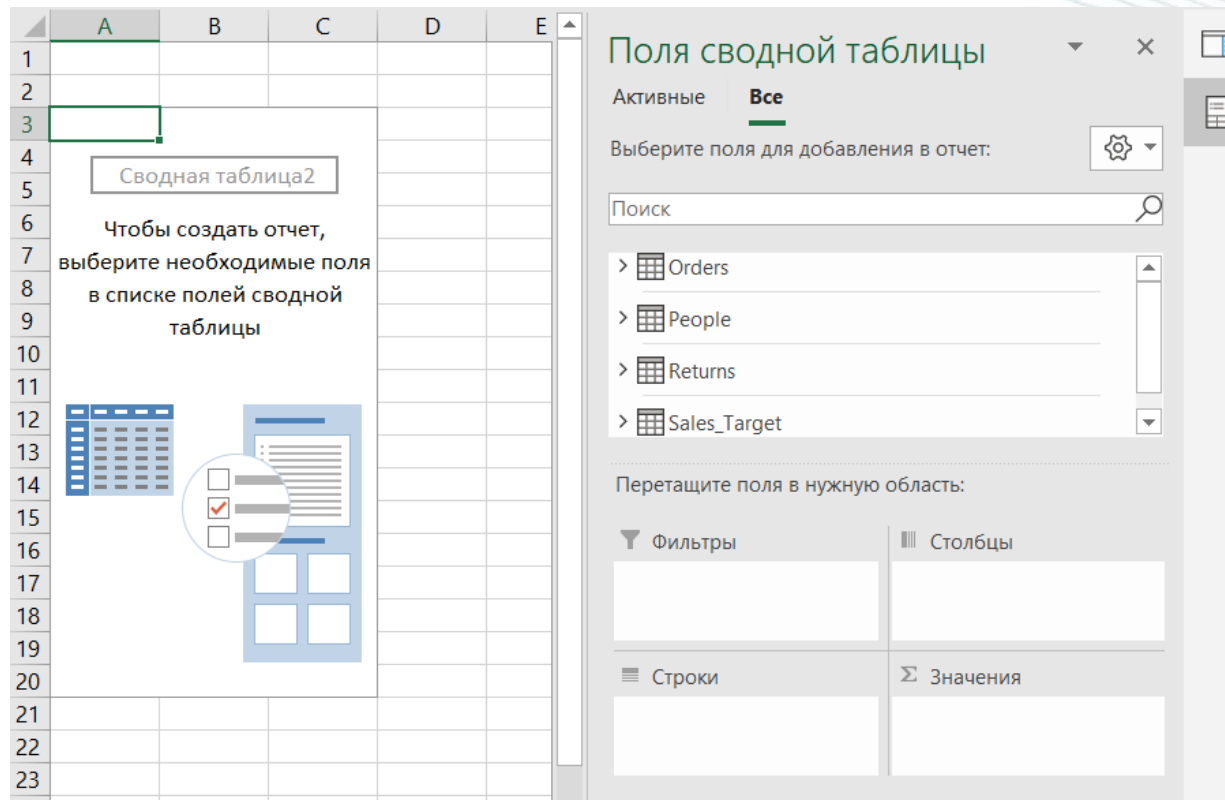 A B C D E
1
2
3
4
5
6
7
8
9
10
11
12
13
14
15
16
17
18
19
20
21
22
23
Сводная таблица2
Чтобы создать отчет,
выберите необходимые поля
в списке полей сводной
таблицы
Поля сводной таблицы
Активные Все
Выберите поля для добавления в отчет:
Поиск
Orders
People
Returns
Sales_Target
Перетащите поля в нужную область:
Фильтры
Столбцы
Строки
Σ Значения